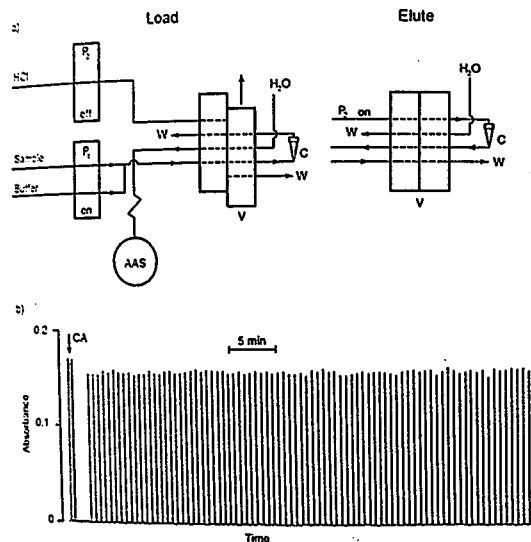 a)
Load
Elute
HCl
P2
off
H2O
W
C
W
V
Sample
Buffer
P1
on
AAS
P2 on
H2O
W
C
W
V
b)
0.2
CA
5 min
0.1
Absorbance
0
Time